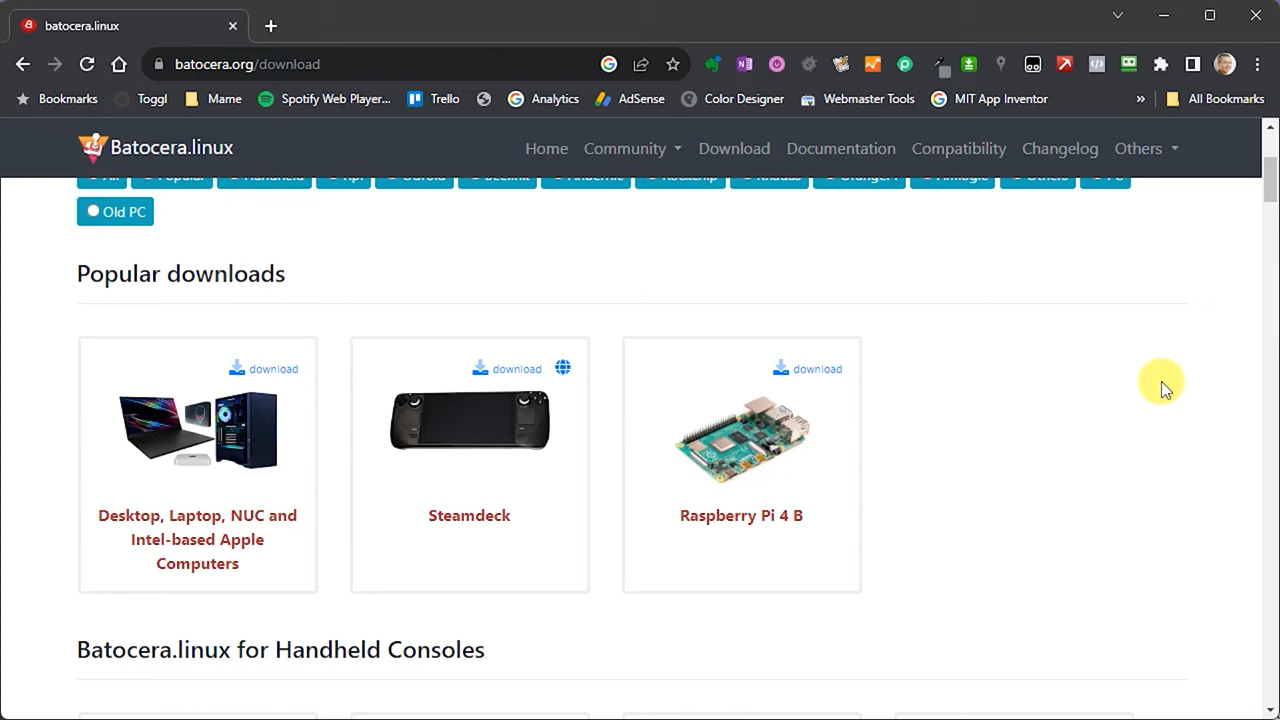 batocera.linux
batocera.org/download
Bookmarks Toggl Mame Spotify Web Player... Trello Analytics AdSense Color Designer Webmaster Tools MIT App Inventor » All Bookmarks
Batocera.linux Home Community Download Documentation Compatibility Changelog Others
Old PC
Popular downloads
download download download
Desktop, Laptop, NUC and
Intel-based Apple
Computers
Steamdeck
Raspberry Pi 4 B
Batocera.linux for Handheld Consoles